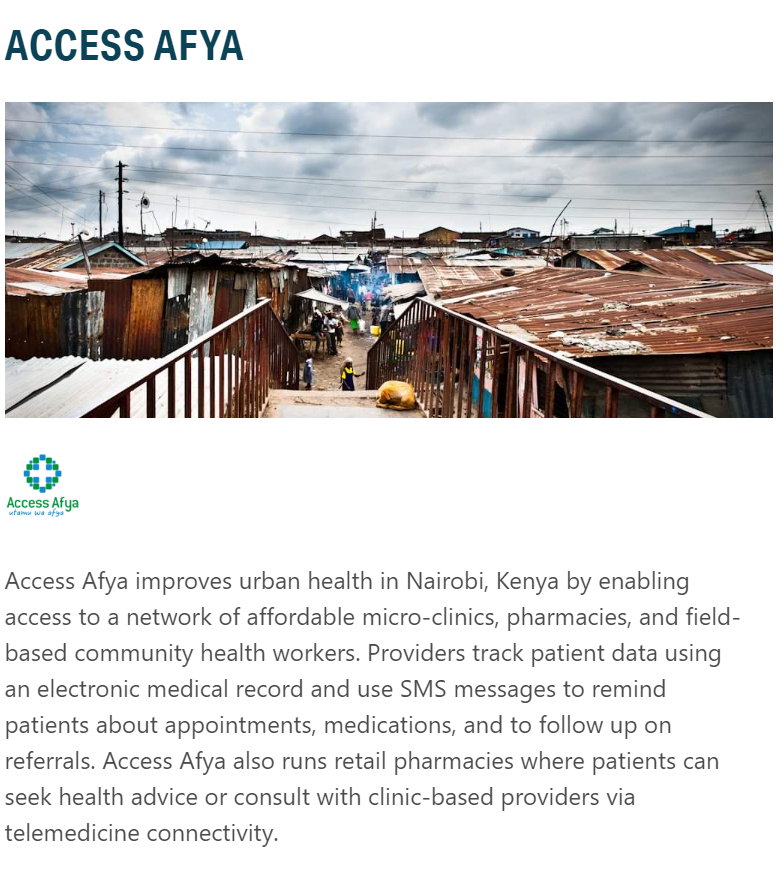 ACCESS AFYA
Access Afya
utamu wa afya
Access Afya improves urban health in Nairobi, Kenya by enabling
access to a network of affordable micro-clinics, pharmacies, and field-
based community health workers. Providers track patient data using
an electronic medical record and use SMS messages to remind
patients about appointments, medications, and to follow up on
referrals. Access Afya also runs retail pharmacies where patients can
seek health advice or consult with clinic-based providers via
telemedicine connectivity.